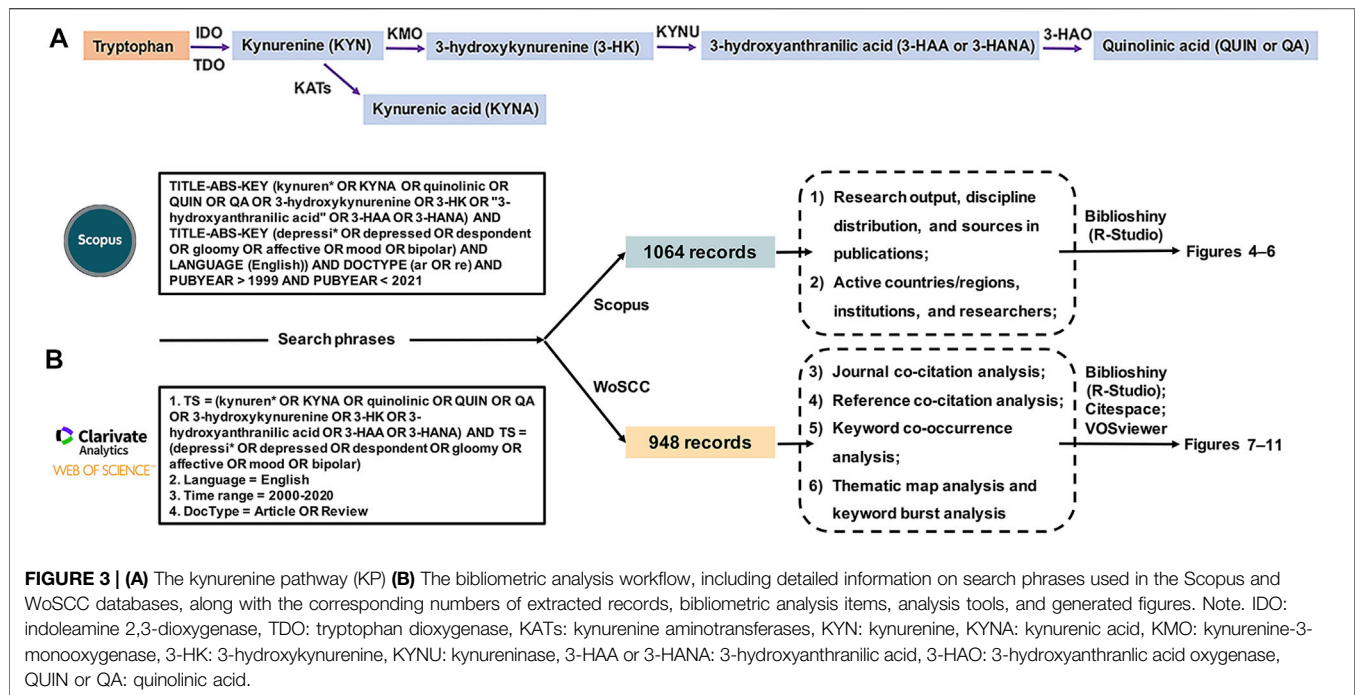 A
Tryptophan
IDO
TDO
Kynurenine (KYN)
KMO
3-hydroxykynurenine (3-HK)
KYNU
3-hydroxyanthranilic acid (3-HAA or 3-HANA)
3-HAO
Quinolinic acid (QUIN or QA)
KATs
Kynurenic acid (KYNA)
Scopus
TITLE-ABS-KEY (kynuren* OR KYNA OR quinolinic OR
QUIN OR QA OR 3-hydroxykynurenine OR 3-HK OR "3-
hydroxyanthranilic acid" OR 3-HAA OR 3-HANA) AND
TITLE-ABS-KEY (depressi* OR depressed OR despondent
OR gloomy OR affective OR mood OR bipolar) AND
LANGUAGE (English)) AND DOCTYPE (ar OR re) AND
PUBYEAR > 1999 AND PUBYEAR < 2021
1064 records
1) Research output, discipline
distribution, and sources in
publications;
2) Active countries/regions,
institutions, and researchers;
Biblioshiny
(R-Studio)
Figures 4–6
Search phrases
Scopus
WoSCC
B
Clarivate
Analytics
WEB OF SCIENCE™
1. TS = (kynuren* OR KYNA OR quinolinic OR QUIN OR QA
OR 3-hydroxykynurenine OR 3-HK OR 3-
hydroxyanthranilic acid OR 3-HAA OR 3-HANA) AND TS =
(depressi* OR depressed OR despondent OR gloomy OR
affective OR mood OR bipolar)
2. Language = English
3. Time range = 2000-2020
4. DocType = Article OR Review
948 records
3) Journal co-citation analysis;
4) Reference co-citation analysis;
5) Keyword co-occurrence
analysis;
6) Thematic map analysis and
keyword burst analysis
Biblioshiny
(R-Studio);
Citespace;
VOSviewer
Figures 7–11
FIGURE 3 | (A) The kynurenine pathway (KP) (B) The bibliometric analysis workflow, including detailed information on search phrases used in the Scopus and
WoSCC databases, along with the corresponding numbers of extracted records, bibliometric analysis items, analysis tools, and generated figures. Note. IDO:
indoleamine 2,3-dioxygenase, TDO: tryptophan dioxygenase, KATs: kynurenine aminotransferases, KYN: kynurenine, KYNA: kynurenic acid, KMO: kynurenine-3-
monooxygenase, 3-HK: 3-hydroxykynurenine, KYNU: kynureninase, 3-HAA or 3-HANA: 3-hydroxyanthranilic acid, 3-HAO: 3-hydroxyanthranlic acid oxygenase,
QUIN or QA: quinolinic acid.